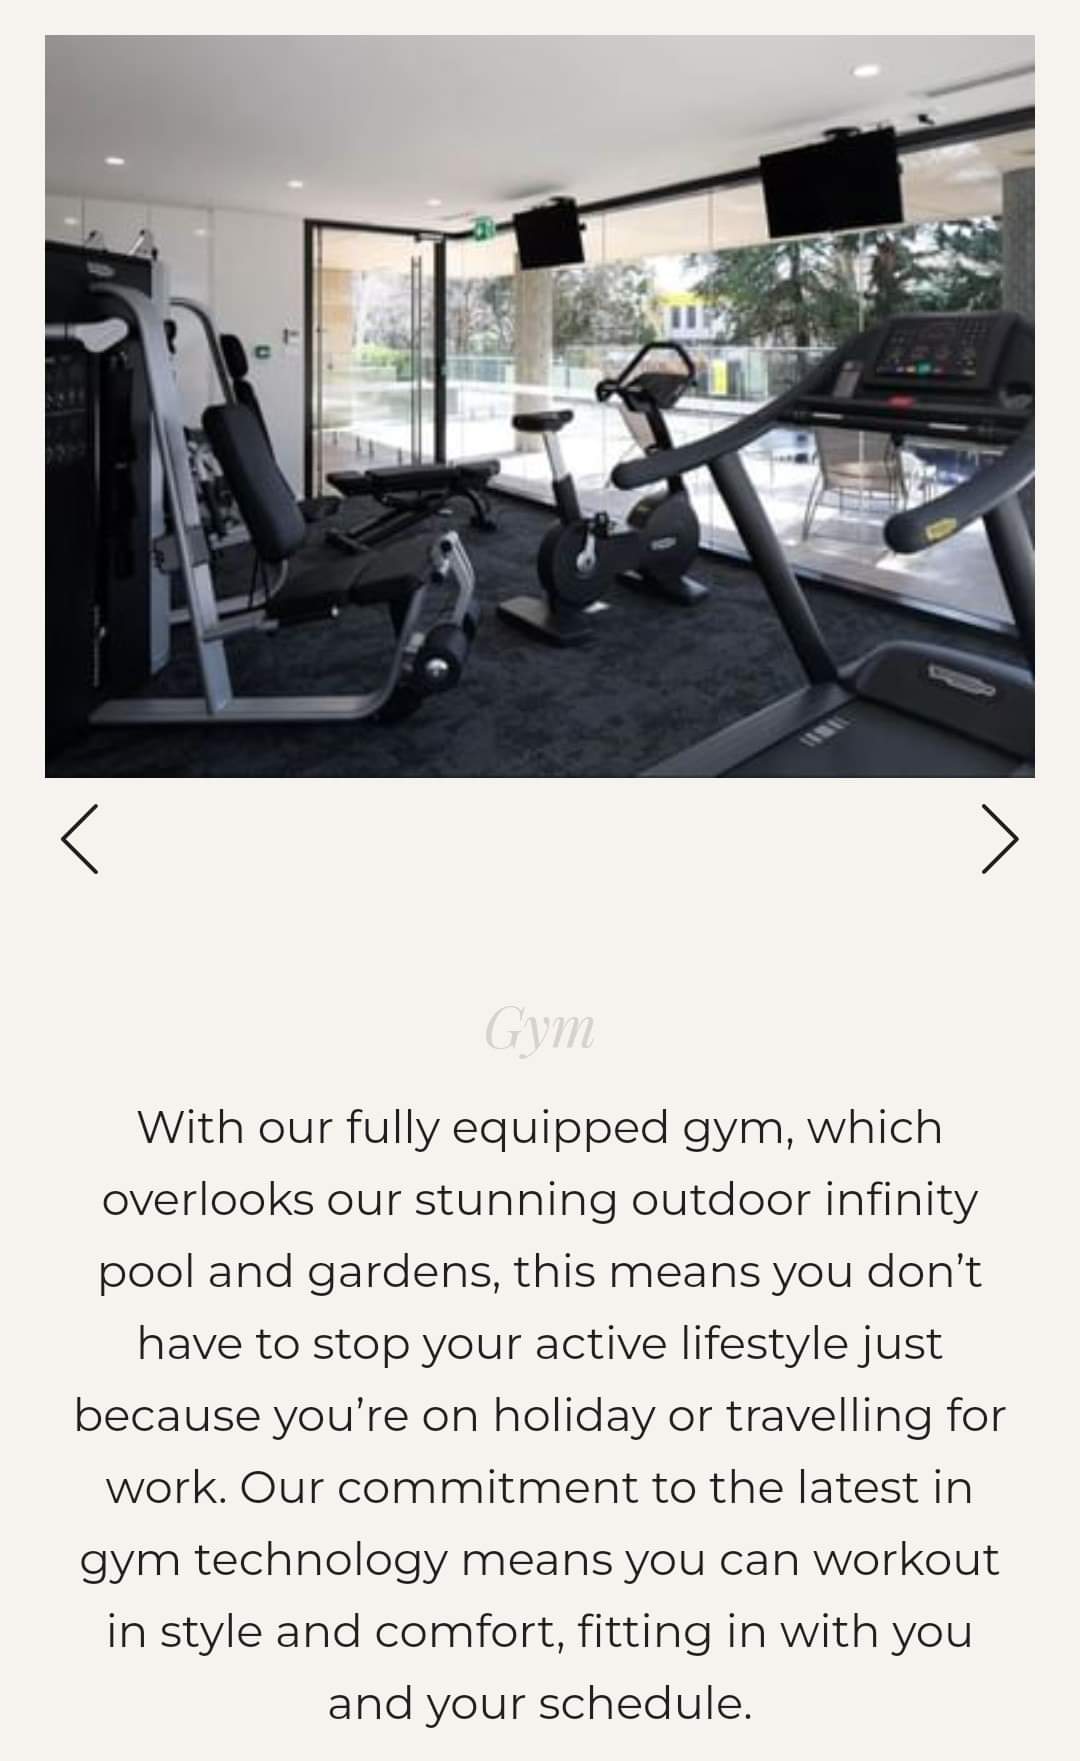 Gym
With our fully equipped gym, which
overlooks our stunning outdoor infinity
pool and gardens, this means you don’t
have to stop your active lifestyle just
because you’re on holiday or travelling for
work. Our commitment to the latest in
gym technology means you can workout
in style and comfort, fitting in with you
and your schedule.